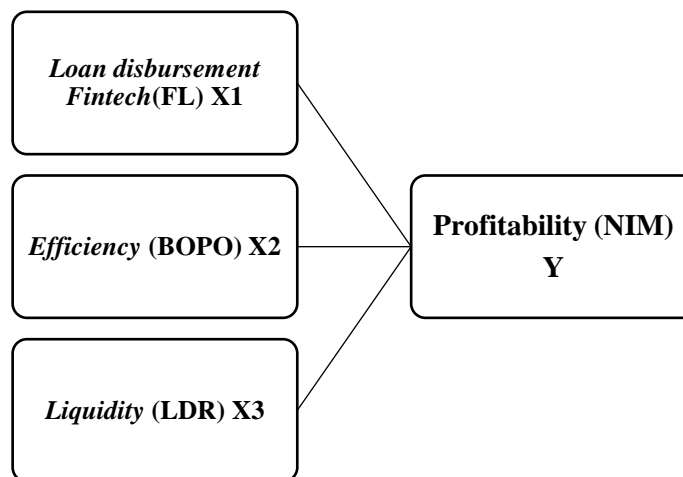 Loan disbursement
Fintech(FL) X1
Efficiency (BOPO) X2
Profitability (NIM)
Y
Liquidity (LDR) X3